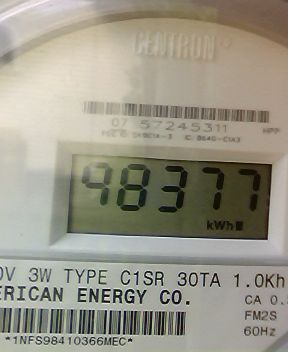 CENTRON
07 57245311
98377
kWh
0V 3W TYPE C1SR 30TA 1.0Kh
ERICAN ENERGY CO.
CA 0.
FM2S
60Hz
*1NFS98410366MEC*